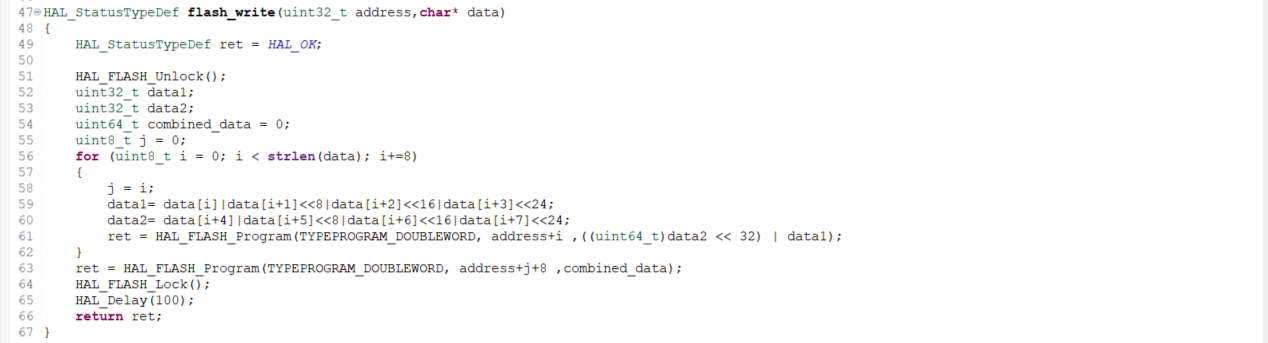 47 HAL_StatusTypeDef flash_write(uint32_t address,char* data)
48 {
49     HAL_StatusTypeDef ret = HAL_OK;
50
51     HAL_FLASH_Unlock();
52     uint32_t data1;
53     uint32_t data2;
54     uint64_t combined_data = 0;
55     uint8_t j = 0;
56     for (uint8_t i = 0; i < strlen(data); i+=8)
57     {
58         j = i;
59         data1= data[i]|data[i+1]<<8|data[i+2]<<16|data[i+3]<<24;
60         data2= data[i+4]|data[i+5]<<8|data[i+6]<<16|data[i+7]<<24;
61         ret = HAL_FLASH_Program(TYPEPROGRAM_DOUBLEWORD, address+i ,((uint64_t)data2 << 32) | data1);
62     }
63     ret = HAL_FLASH_Program(TYPEPROGRAM_DOUBLEWORD, address+j+8 ,combined_data);
64     HAL_FLASH_Lock();
65     HAL_Delay(100);
66     return ret;
67 }